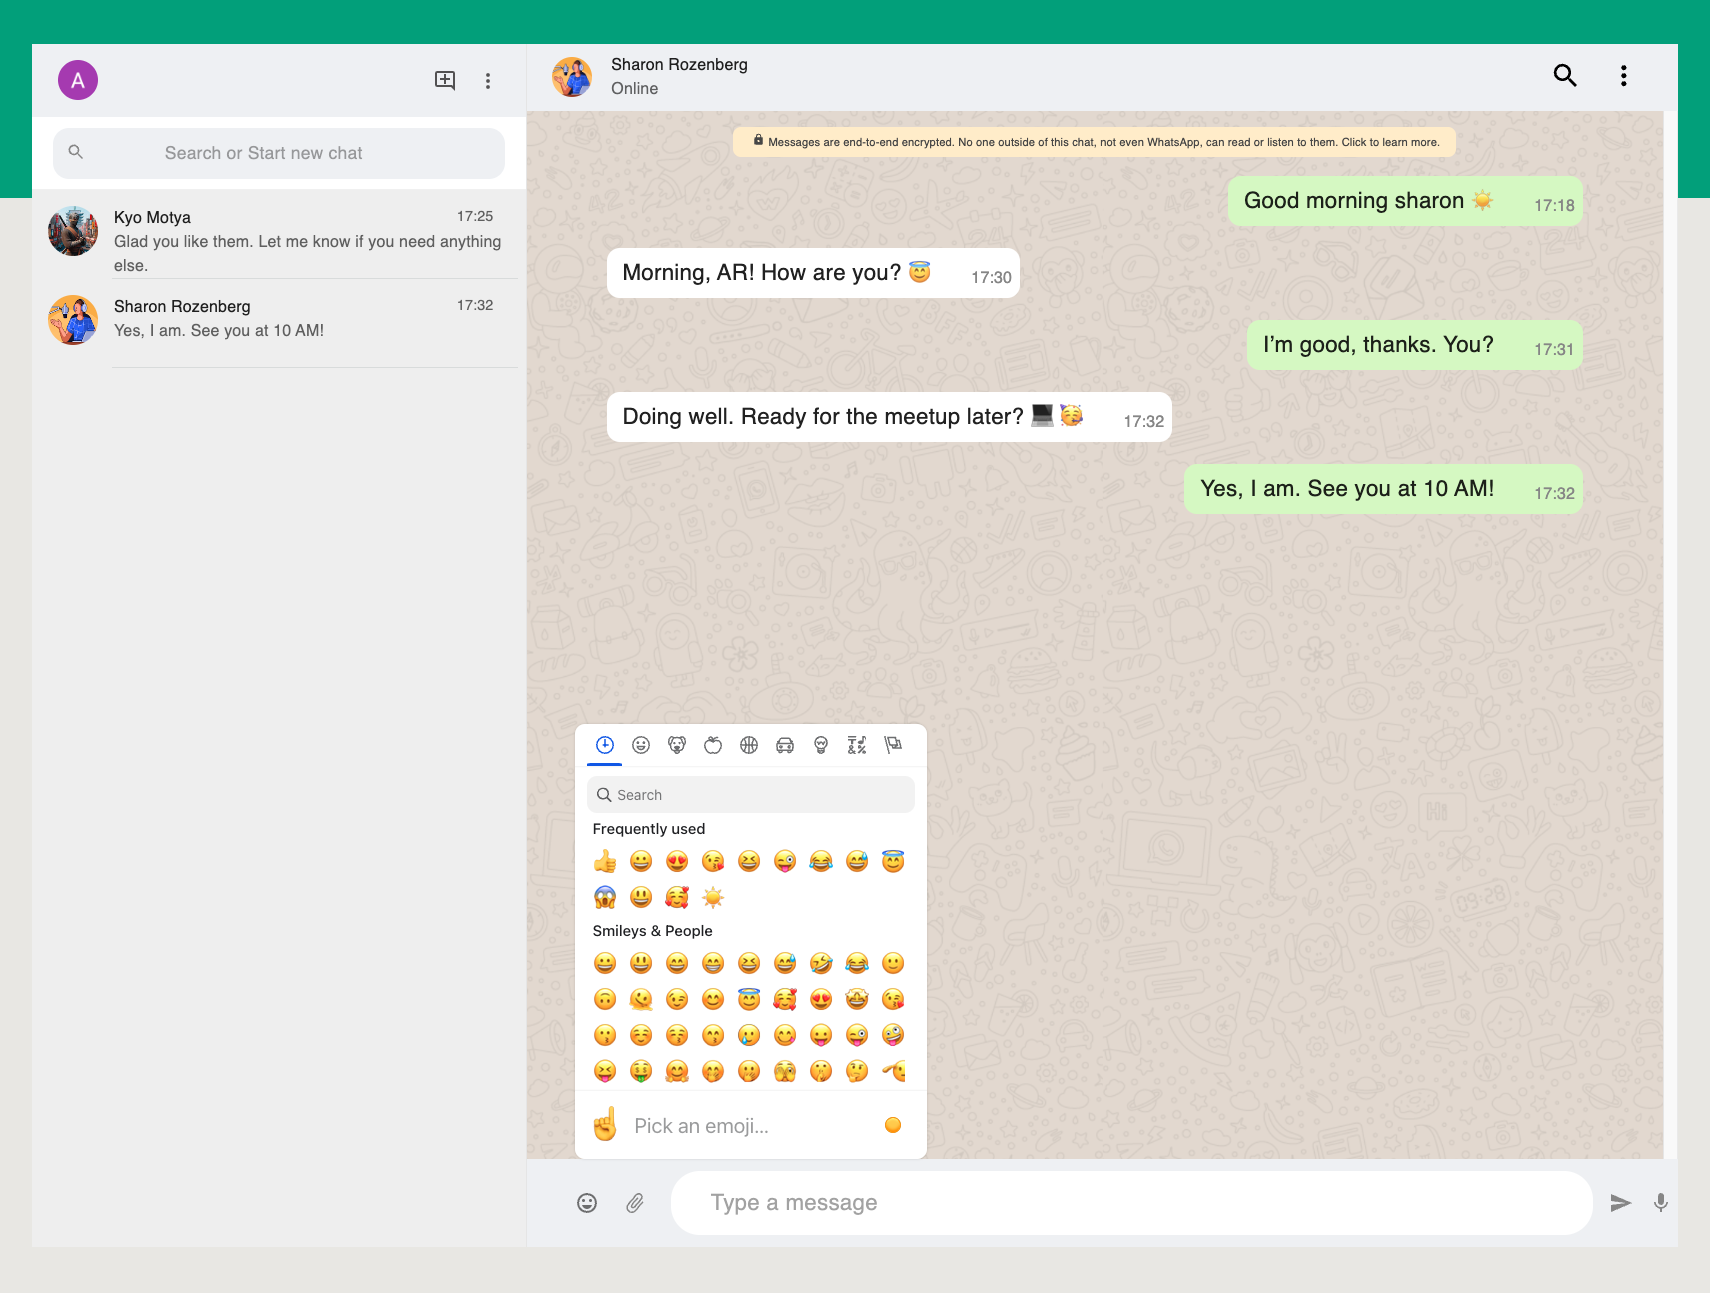 A
Search or Start new chat
Kyo Motya
17:25
Glad you like them. Let me know if you need anything
else.
Sharon Rozenberg
17:32
Yes, I am. See you at 10 AM!
Sharon Rozenberg
Online
Messages are end-to-end encrypted. No one outside of this chat, not even WhatsApp, can read or listen to them. Click to learn more.
Good morning sharon ☀️ 17:18
Morning, AR! How are you? 😇 17:30
I’m good, thanks. You? 17:31
Doing well. Ready for the meetup later? 💻🥳 17:32
Yes, I am. See you at 10 AM! 17:32
Search
Frequently used
Smileys & People
Pick an emoji…
Type a message